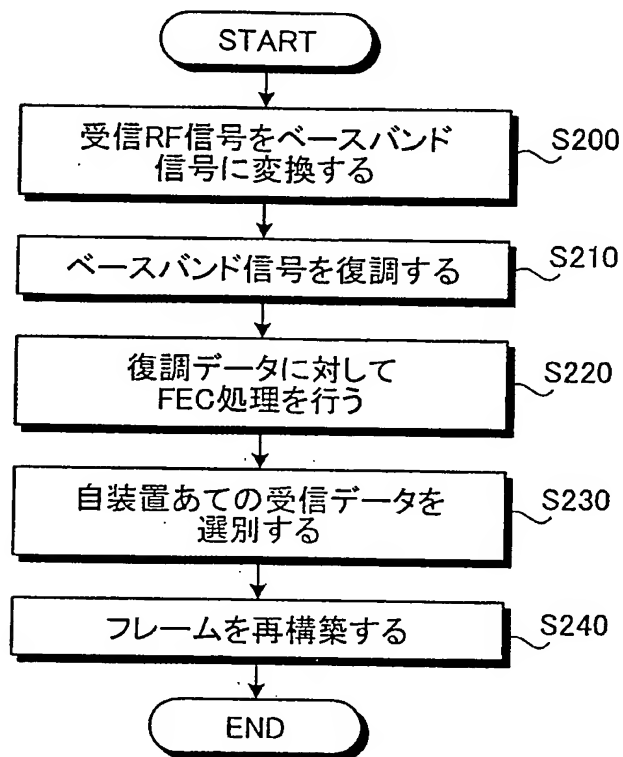 START
受信RF信号をベースバンド
信号に変換する
S200
ベースバンド信号を復調する
S210
復調データに対して
FEC処理を行う
S220
自装置あての受信データを
選別する
S230
フレームを再構築する
S240
END